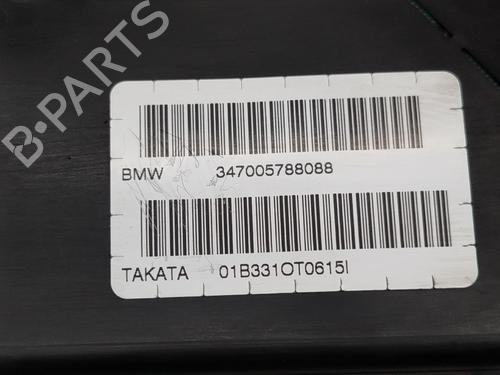 B-PARTS
BMW 347005788088
TAKATA 01B331OT0615I